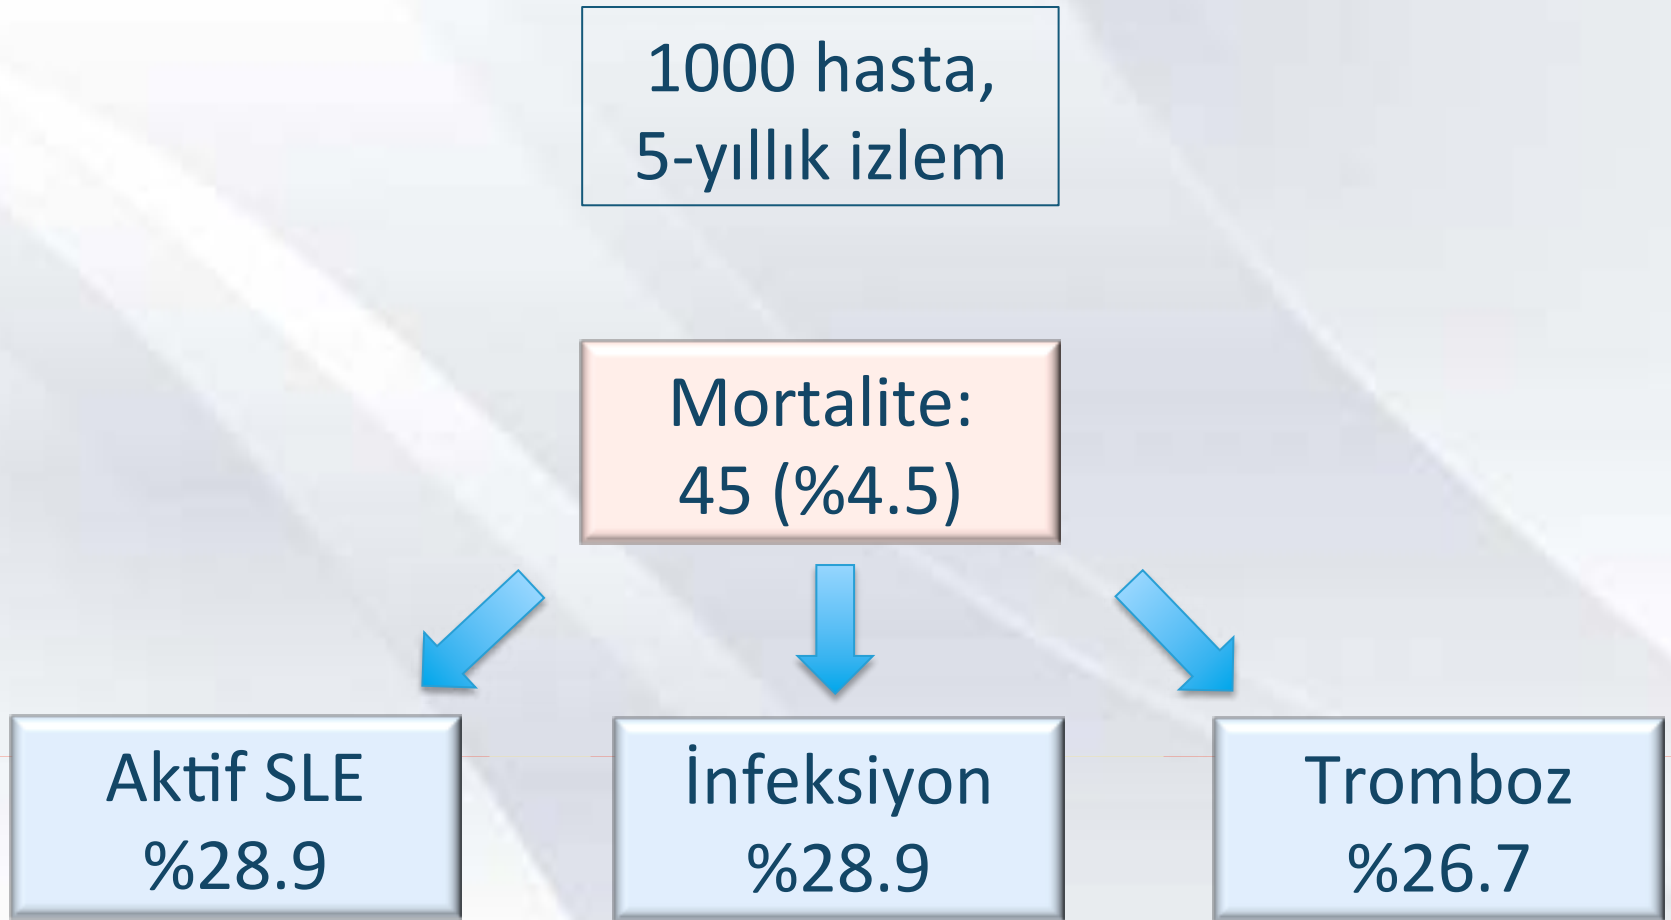 1000 hasta,
5-yıllık izlem
Mortalite:
45 (%4.5)
Aktif SLE
%28.9
İnfeksiyon
%28.9
Tromboz
%26.7